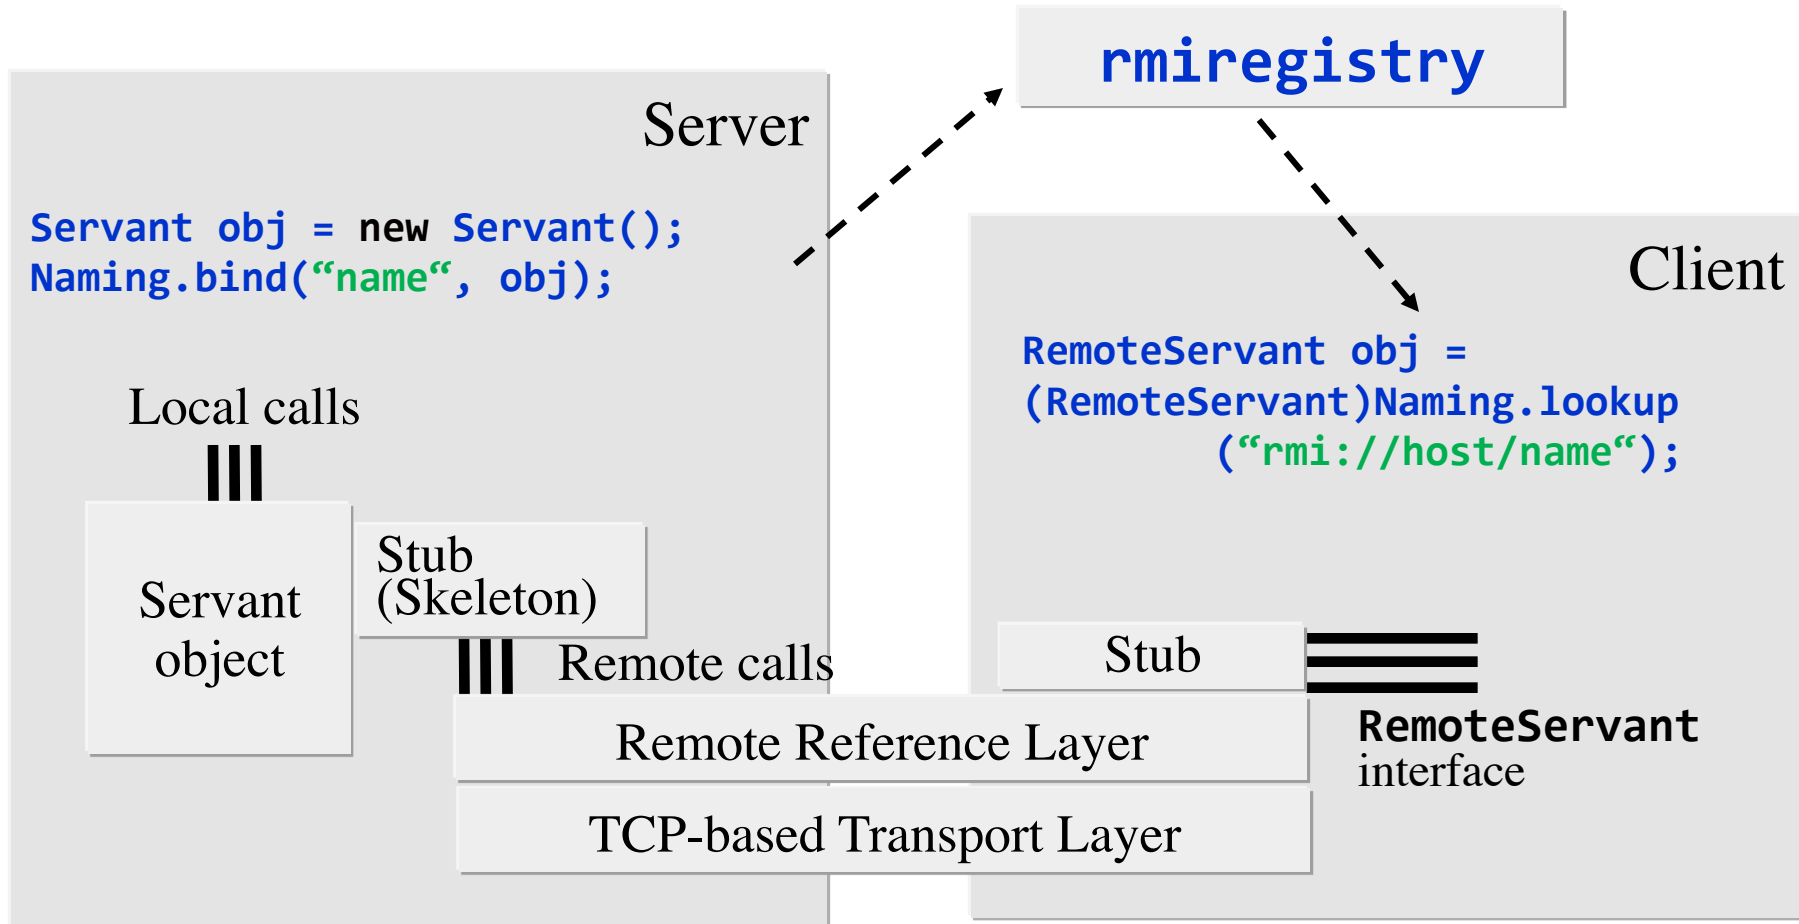 rmiregistry
Server
Servant obj = new Servant();
Naming.bind(“name“, obj);
Local calls
Servant
object
Stub
(Skeleton)
Remote calls
Client
RemoteServant obj =
(RemoteServant)Naming.lookup
(“rmi://host/name“);
Stub
RemoteServant
interface
Remote Reference Layer
TCP-based Transport Layer